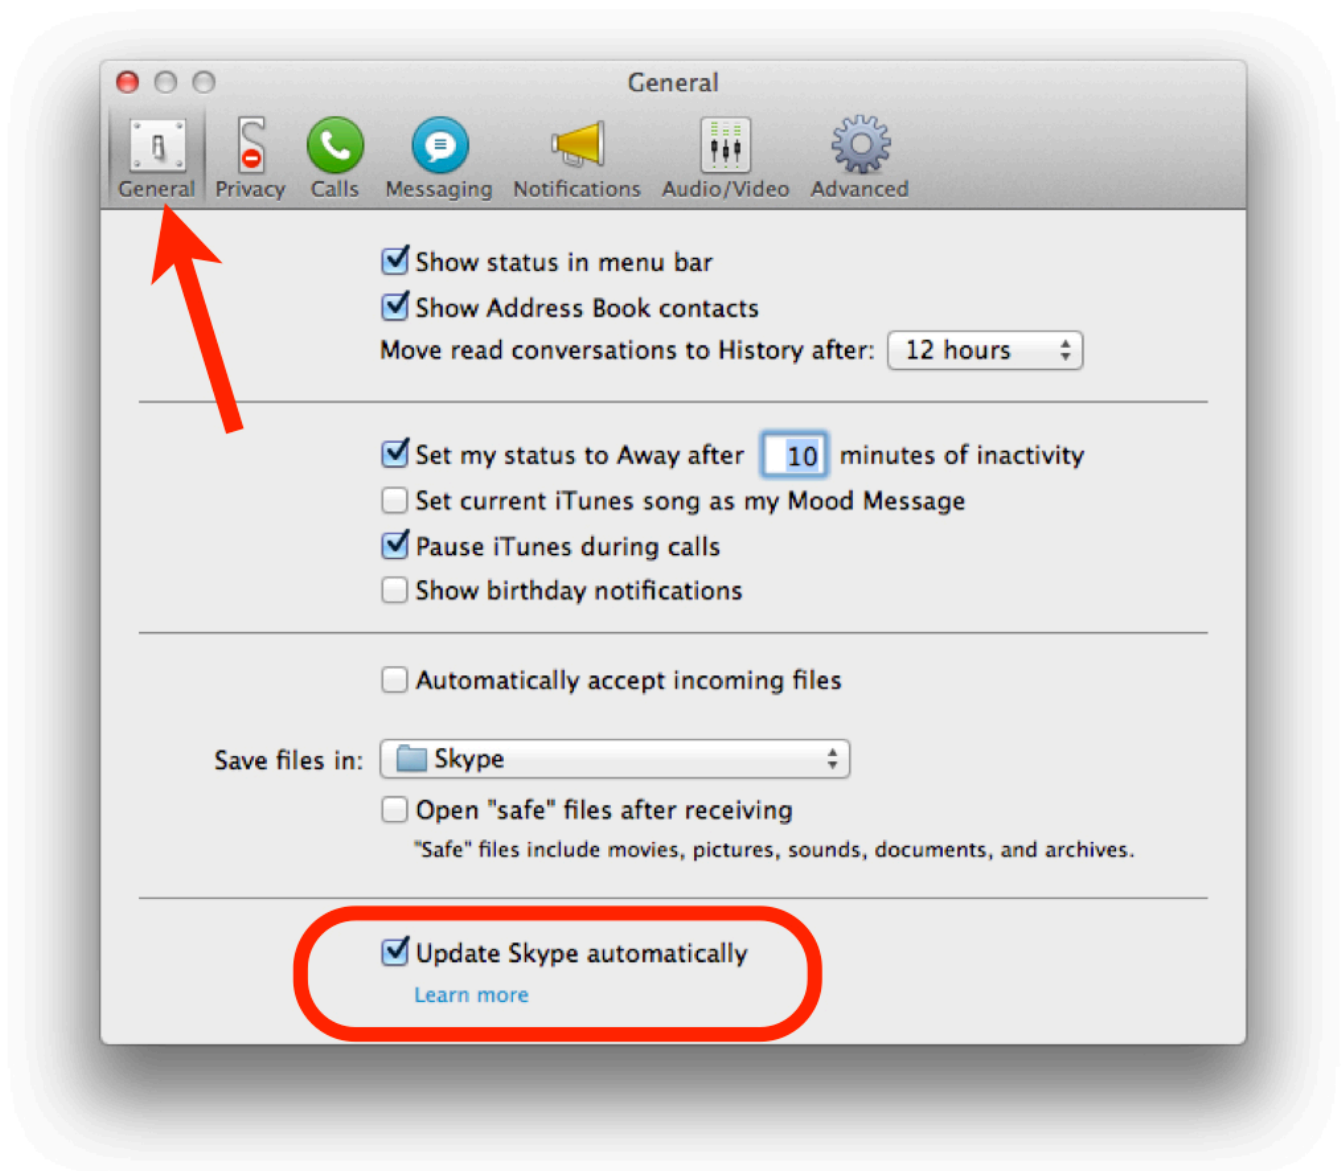 General
General Privacy Calls Messaging Notifications Audio/Video Advanced
Show status in menu bar
Show Address Book contacts
Move read conversations to History after: 12 hours
Set my status to Away after 10 minutes of inactivity
Set current iTunes song as my Mood Message
Pause iTunes during calls
Show birthday notifications
Automatically accept incoming files
Save files in: Skype
Open "safe" files after receiving
"Safe" files include movies, pictures, sounds, documents, and archives.
Update Skype automatically
Learn more